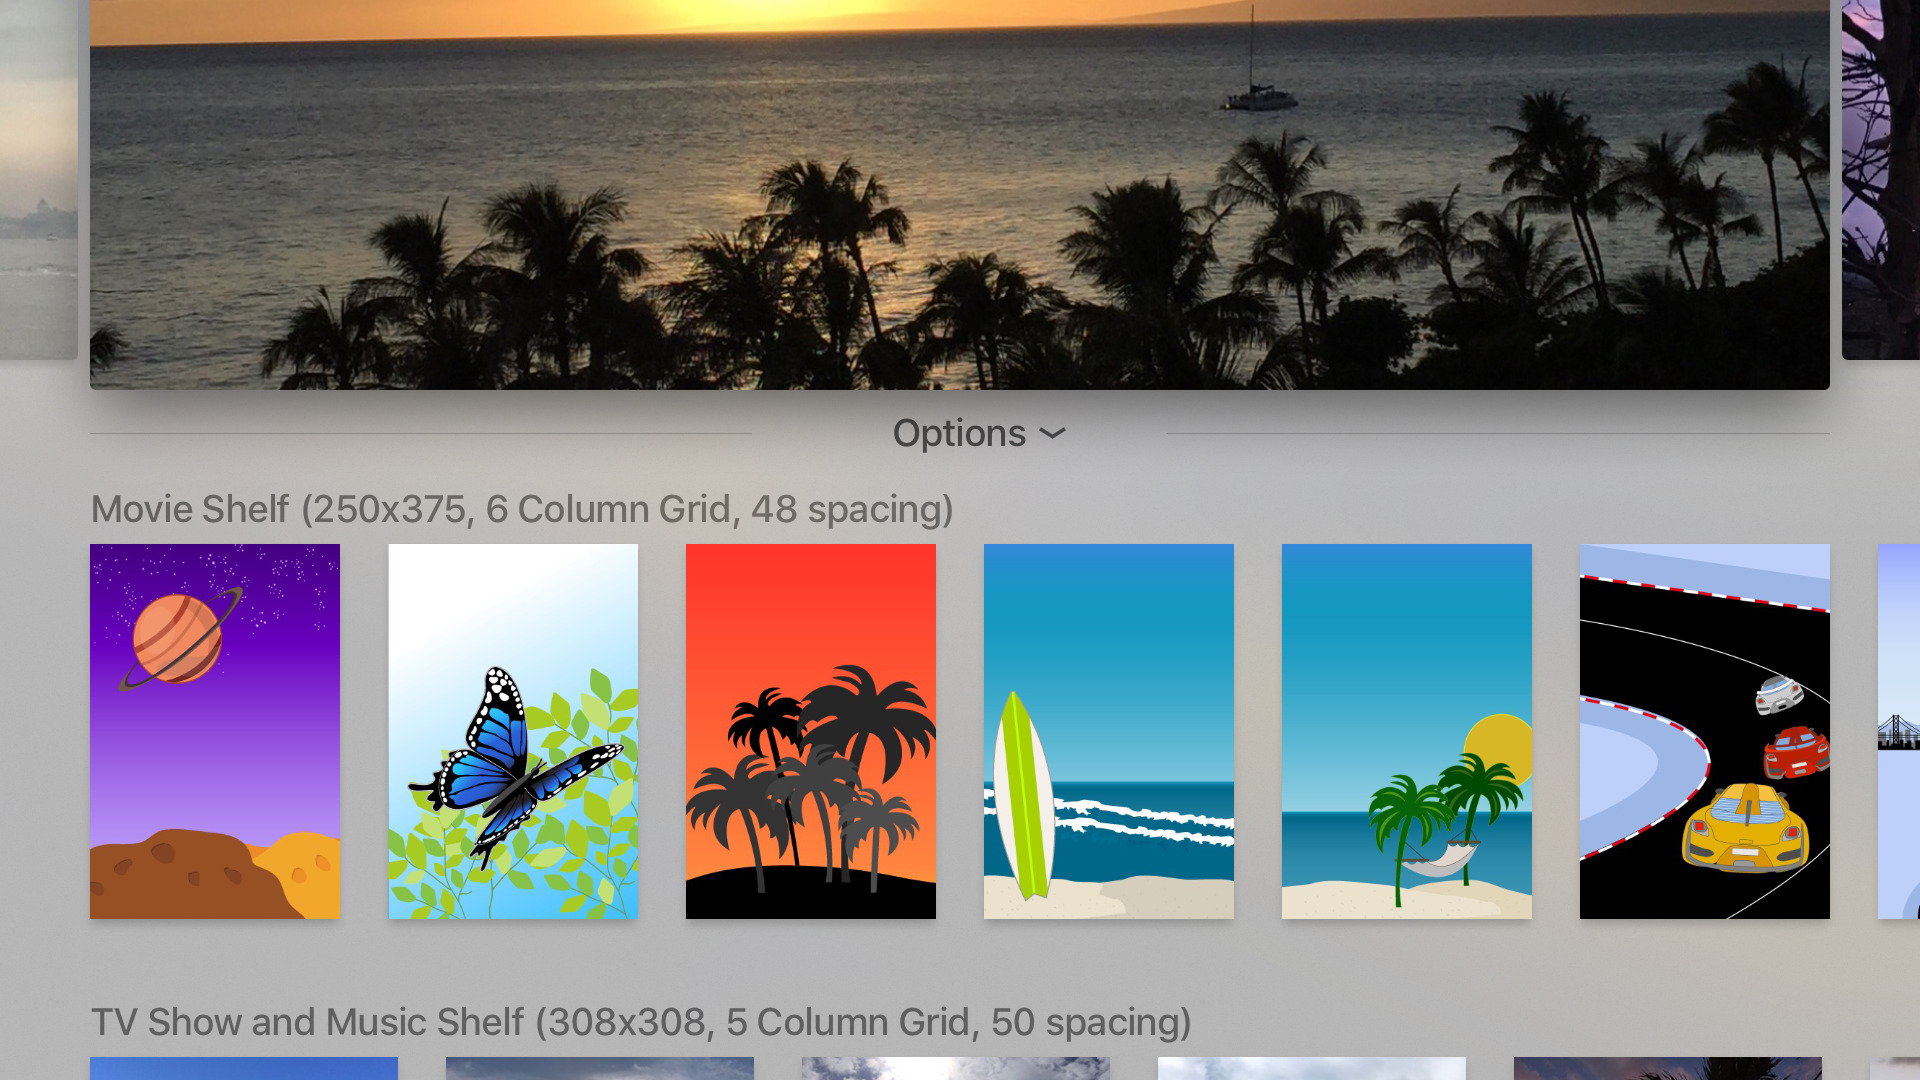 Options
Movie Shelf (250x375, 6 Column Grid, 48 spacing)
TV Show and Music Shelf (308x308, 5 Column Grid, 50 spacing)